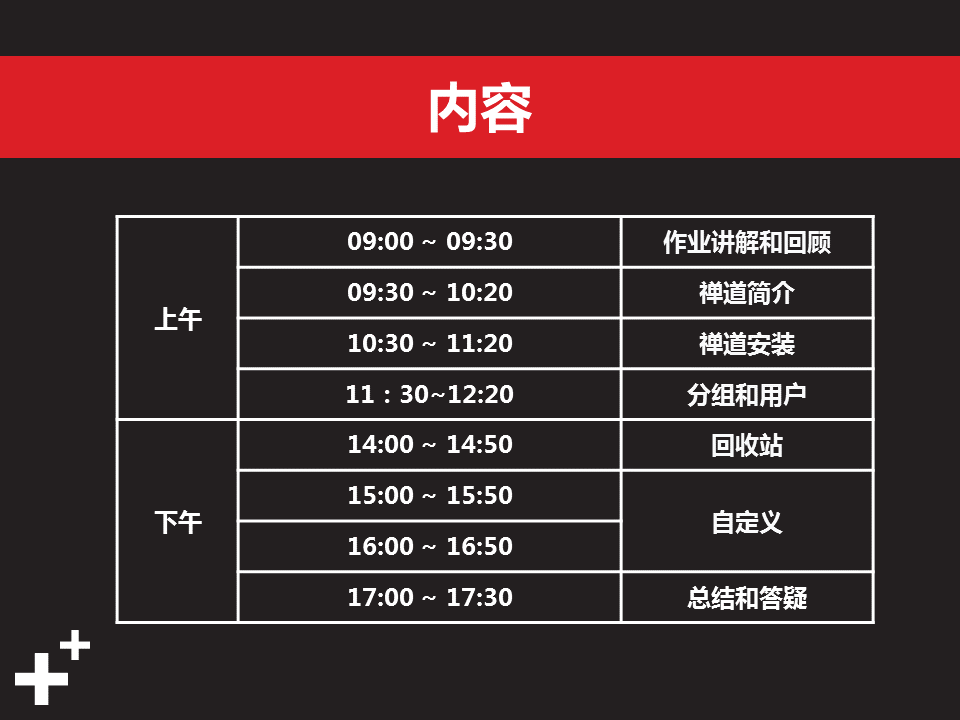 内容
上午
09:00 ~ 09:30 作业讲解和回顾
09:30 ~ 10:20 禅道简介
10:30 ~ 11:20 禅道安装
11：30~12:20 分组和用户
下午
14:00 ~ 14:50 回收站
15:00 ~ 15:50 自定义
16:00 ~ 16:50
17:00 ~ 17:30 总结和答疑